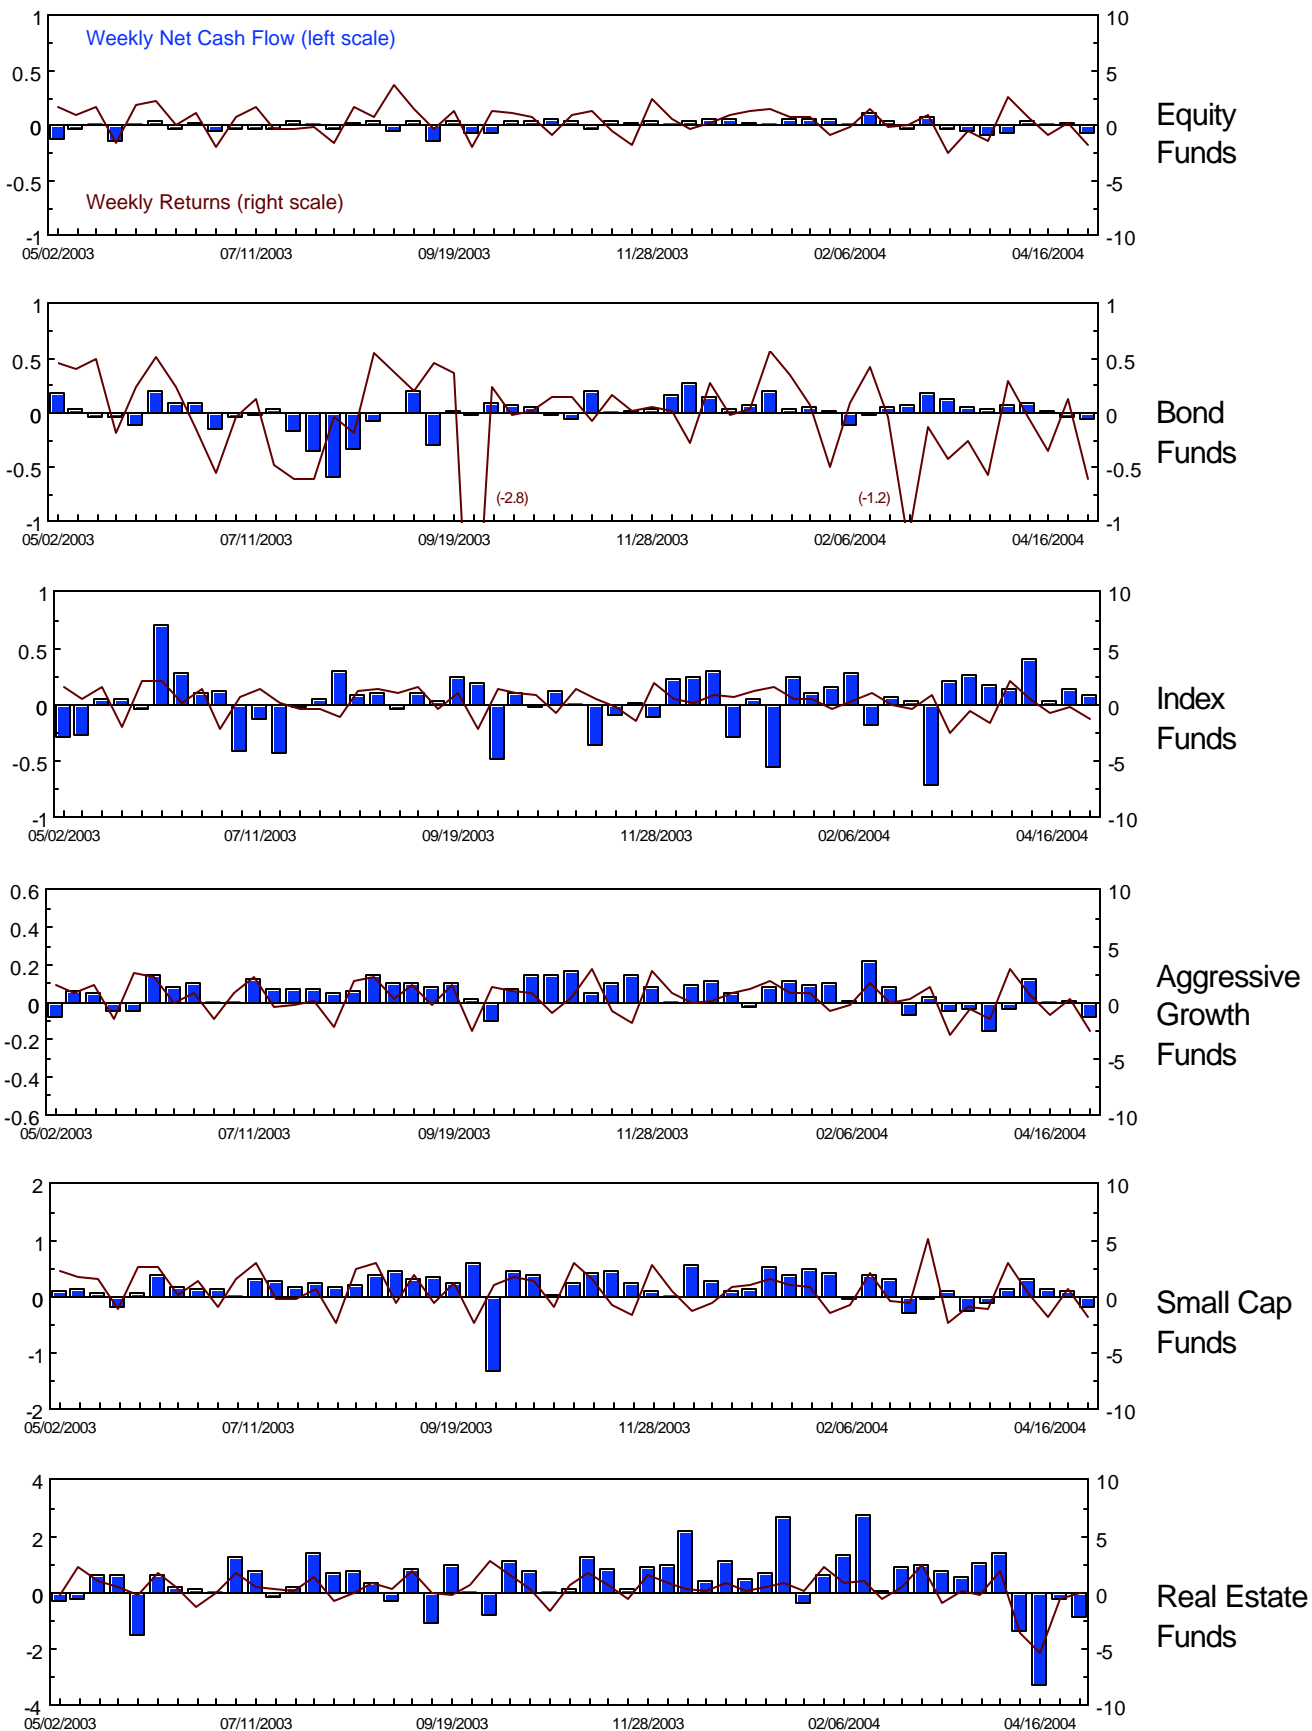 1 10
Weekly Net Cash Flow (left scale)
0.5 5
0 0
Equity
Funds
-0.5 -5
Weekly Returns (right scale)
-1 -10
05/02/2003 07/11/2003 09/19/2003 11/28/2003 02/06/2004 04/16/2004
1 1
0.5 0.5
0 0
Bond
Funds
-0.5 -0.5
(-2.8) (-1.2)
-1 -1
05/02/2003 07/11/2003 09/19/2003 11/28/2003 02/06/2004 04/16/2004
1 10
0.5 5
0 0
Index
Funds
-0.5 -5
-1 -10
05/02/2003 07/11/2003 09/19/2003 11/28/2003 02/06/2004 04/16/2004
0.6 10
0.4
5
0.2
0 0
Aggressive
Growth
Funds
-0.2
-5
-0.4
-0.6 -10
05/02/2003 07/11/2003 09/19/2003 11/28/2003 02/06/2004 04/16/2004
2 10
1 5
0 0
Small Cap
Funds
-1 -5
-2 -10
05/02/2003 07/11/2003 09/19/2003 11/28/2003 02/06/2004 04/16/2004
4 10
2 5
0 0
Real Estate
Funds
-2 -5
-4 -10
05/02/2003 07/11/2003 09/19/2003 11/28/2003 02/06/2004 04/16/2004